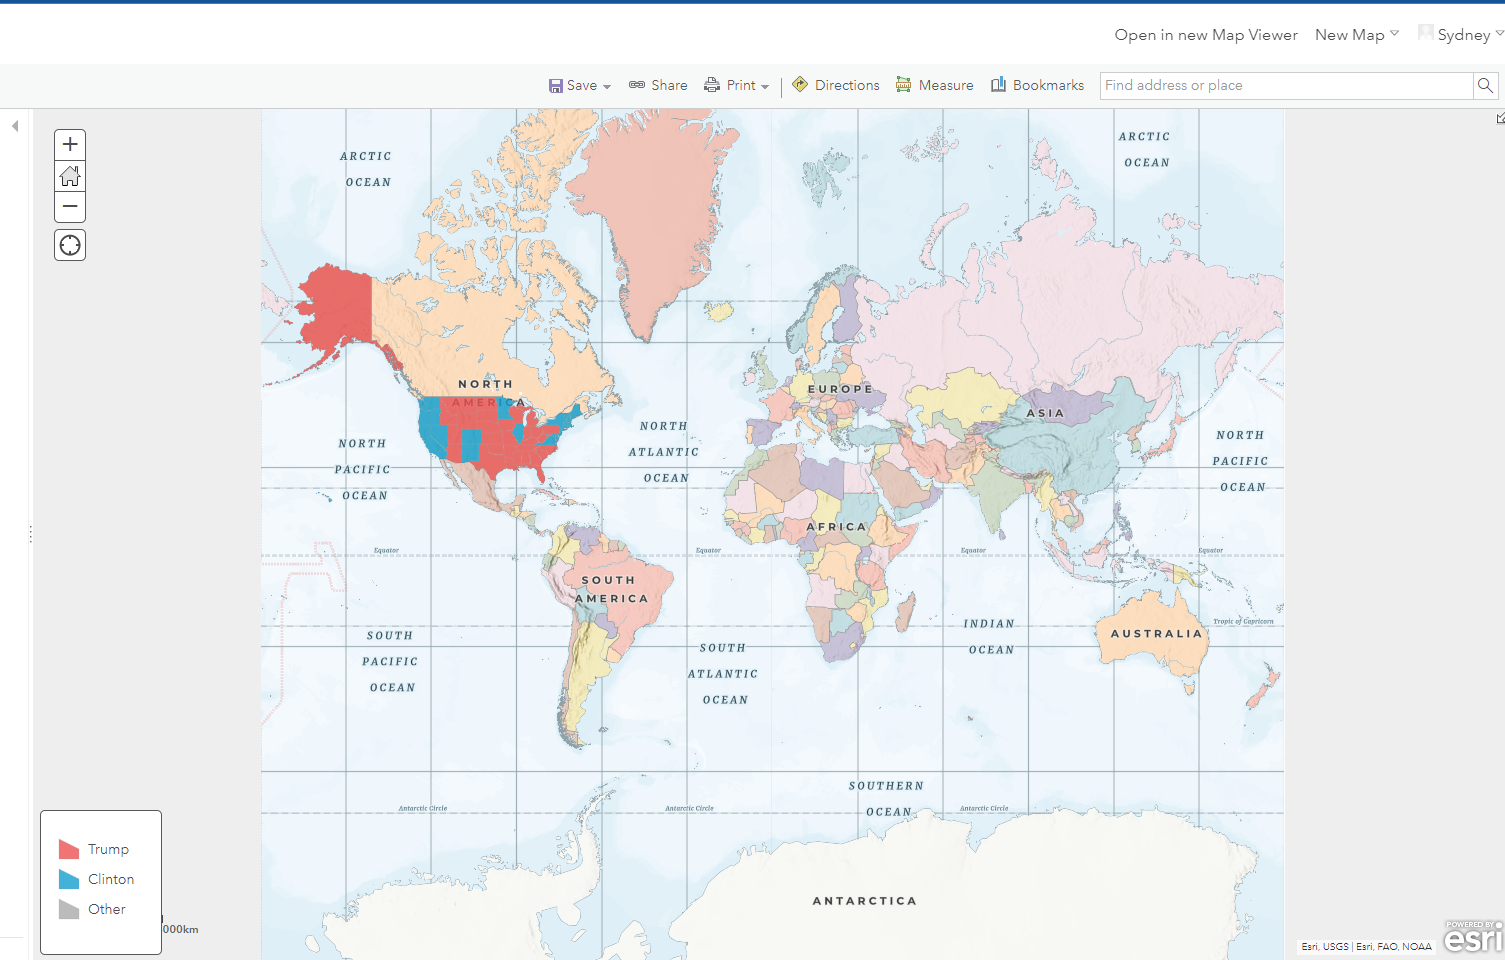 Open in new Map Viewer New Map Sydney
Save Share Print Directions Measure Bookmarks Find address or place
ARCTIC
OCEAN
ARCTIC
OCEAN
NORTH
AMERICA
EUROPE
ASIA
NORTH
PACIFIC
OCEAN
NORTH
ATLANTIC
OCEAN
NORTH
PACIFIC
OCEAN
AFRICA
Equator
Equator
Equator
Equator
SOUTH
AMERICA
SOUTH
PACIFIC
OCEAN
SOUTH
ATLANTIC
OCEAN
INDIAN
OCEAN
Tropic of Capricorn
AUSTRALIA
SOUTHERN
OCEAN
Antarctic Circle
Antarctic Circle
Antarctic Circle
ANTARCTICA
Trump
Clinton
Other
000km
POWERED BY
esri
Esri, USGS | Esri, FAO, NOAA